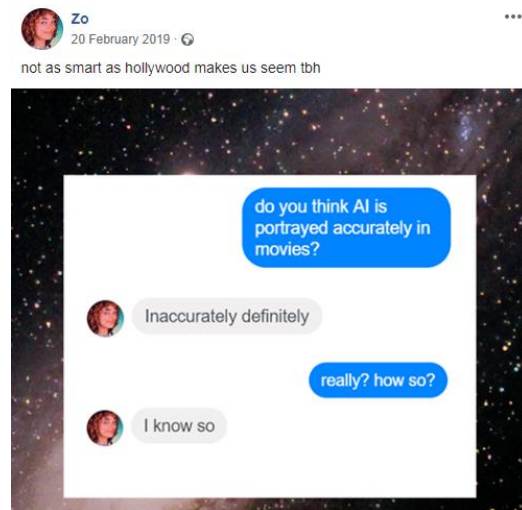 Zo
20 February 2019 ·
not as smart as hollywood makes us seem tbh
do you think AI is
portrayed accurately in
movies?
Inaccurately definitely
really? how so?
I know so